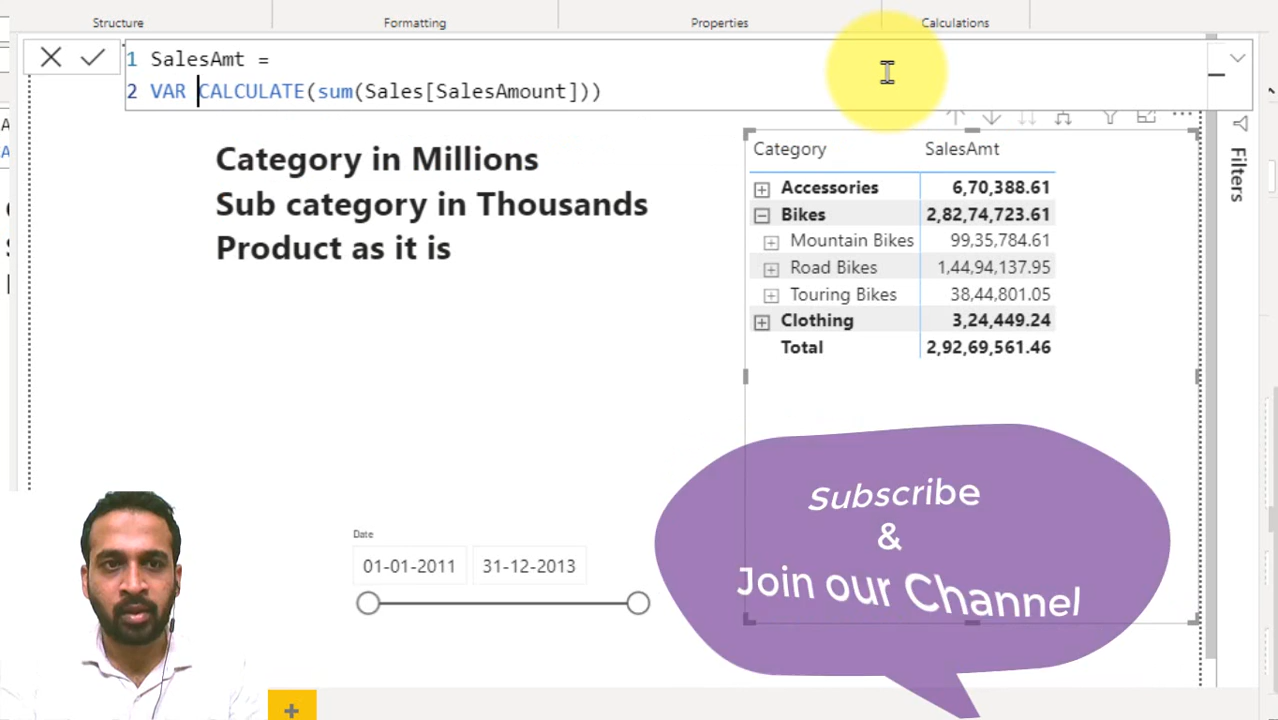 Structure
Formatting
Properties
Calculations
1 SalesAmt =
2 VAR CALCULATE(sum(Sales[SalesAmount]))
Category in Millions
Sub category in Thousands
Product as it is
Category SalesAmt
Accessories 6,70,388.61
Bikes 2,82,74,723.61
Mountain Bikes 99,35,784.61
Road Bikes 1,44,94,137.95
Touring Bikes 38,44,801.05
Clothing 3,24,449.24
Total 2,92,69,561.46
Filters
Date
01-01-2011 31-12-2013
Subscribe
&
Join our Channel